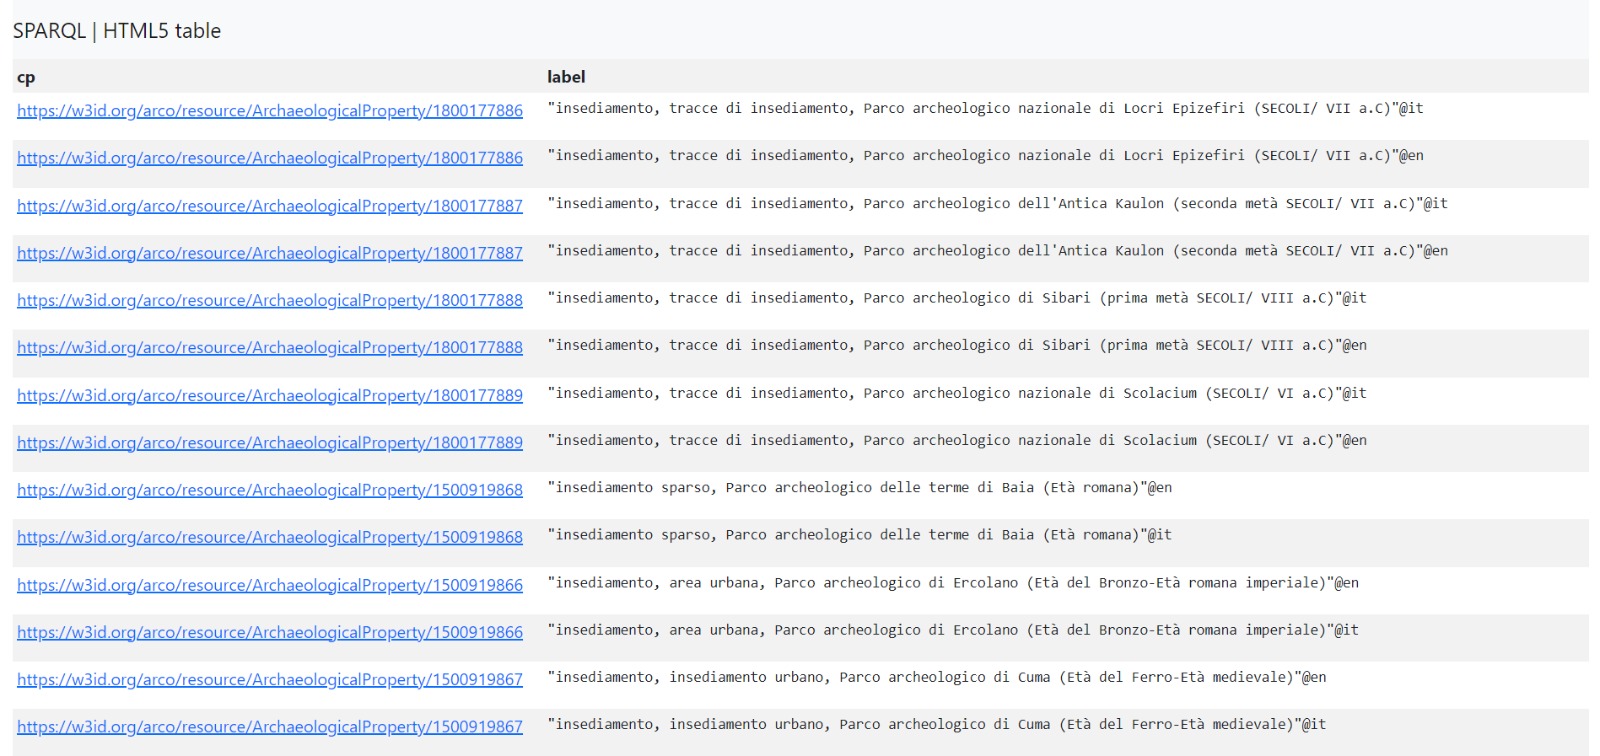 SPARQL | HTML5 table
cp label
https://w3id.org/arco/resource/ArchaeologicalProperty/1800177886 "insediamento, tracce di insediamento, Parco archeologico nazionale di Locri Epizefiri (SECOLI/ VII a.C)"@it
https://w3id.org/arco/resource/ArchaeologicalProperty/1800177886 "insediamento, tracce di insediamento, Parco archeologico nazionale di Locri Epizefiri (SECOLI/ VII a.C)"@en
https://w3id.org/arco/resource/ArchaeologicalProperty/1800177887 "insediamento, tracce di insediamento, Parco archeologico dell'Antica Kaulon (seconda metà SECOLI/ VII a.C)"@it
https://w3id.org/arco/resource/ArchaeologicalProperty/1800177887 "insediamento, tracce di insediamento, Parco archeologico dell'Antica Kaulon (seconda metà SECOLI/ VII a.C)"@en
https://w3id.org/arco/resource/ArchaeologicalProperty/1800177888 "insediamento, tracce di insediamento, Parco archeologico di Sibari (prima metà SECOLI/ VIII a.C)"@it
https://w3id.org/arco/resource/ArchaeologicalProperty/1800177888 "insediamento, tracce di insediamento, Parco archeologico di Sibari (prima metà SECOLI/ VIII a.C)"@en
https://w3id.org/arco/resource/ArchaeologicalProperty/1800177889 "insediamento, tracce di insediamento, Parco archeologico nazionale di Scolacium (SECOLI/ VI a.C)"@it
https://w3id.org/arco/resource/ArchaeologicalProperty/1800177889 "insediamento, tracce di insediamento, Parco archeologico nazionale di Scolacium (SECOLI/ VI a.C)"@en
https://w3id.org/arco/resource/ArchaeologicalProperty/1500919868 "insediamento sparso, Parco archeologico delle terme di Baia (Età romana)"@en
https://w3id.org/arco/resource/ArchaeologicalProperty/1500919868 "insediamento sparso, Parco archeologico delle terme di Baia (Età romana)"@it
https://w3id.org/arco/resource/ArchaeologicalProperty/1500919866 "insediamento, area urbana, Parco archeologico di Ercolano (Età del Bronzo-Età romana imperiale)"@en
https://w3id.org/arco/resource/ArchaeologicalProperty/1500919866 "insediamento, area urbana, Parco archeologico di Ercolano (Età del Bronzo-Età romana imperiale)"@it
https://w3id.org/arco/resource/ArchaeologicalProperty/1500919867 "insediamento, insediamento urbano, Parco archeologico di Cuma (Età del Ferro-Età medievale)"@en
https://w3id.org/arco/resource/ArchaeologicalProperty/1500919867 "insediamento, insediamento urbano, Parco archeologico di Cuma (Età del Ferro-Età medievale)"@it